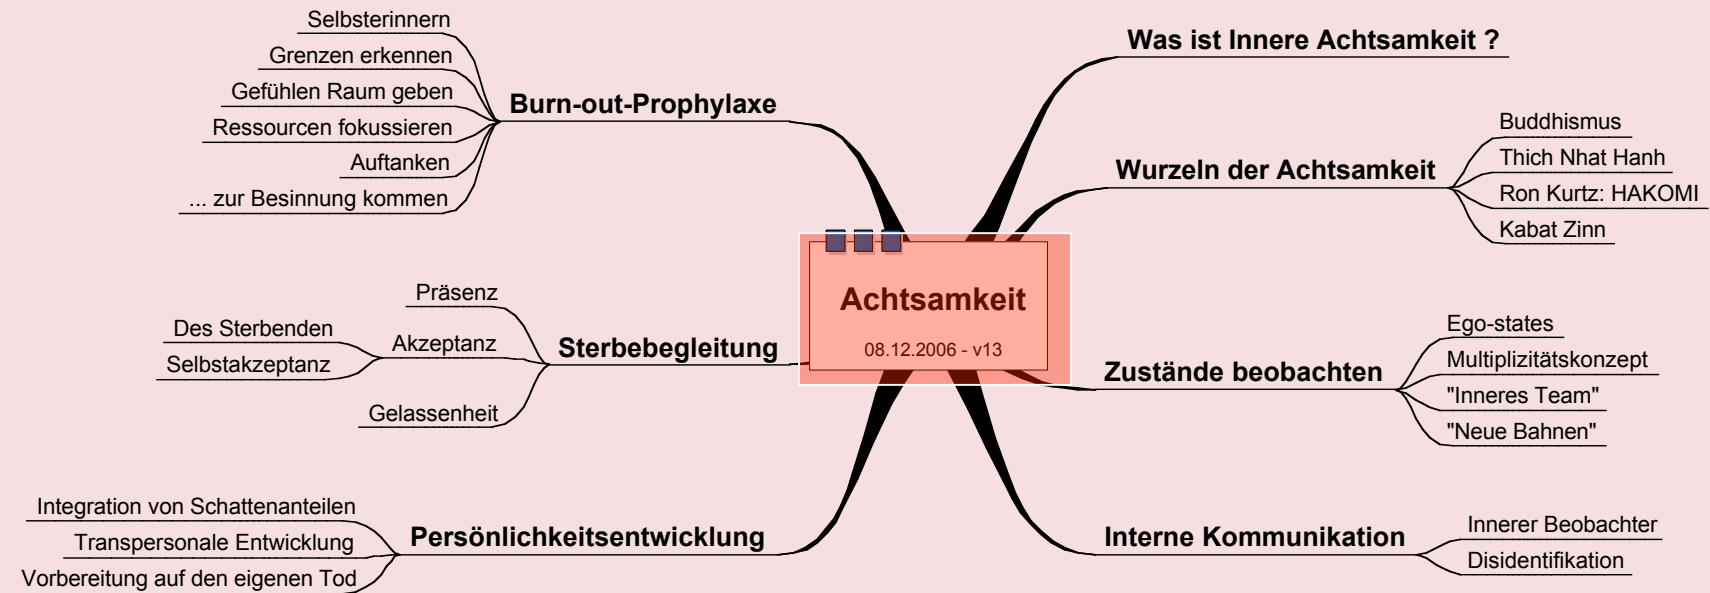 Achtsamkeit
08.12.2006 - v13
Was ist Innere Achtsamkeit ?
Wurzeln der Achtsamkeit
Buddhismus
Thich Nhat Hanh
Ron Kurtz: HAKOMI
Kabat Zinn
Zustände beobachten
Ego-states
Multiplizitätskonzept
"Inneres Team"
"Neue Bahnen"
Interne Kommunikation
Innerer Beobachter
Disidentifikation
Burn-out-Prophylaxe
Selbsterinnern
Grenzen erkennen
Gefühlen Raum geben
Ressourcen fokussieren
Auftanken
... zur Besinnung kommen
Sterbebegleitung
Präsenz
Akzeptanz
Des Sterbenden
Selbstakzeptanz
Gelassenheit
Persönlichkeitsentwicklung
Integration von Schattenanteilen
Transpersonale Entwicklung
Vorbereitung auf den eigenen Tod